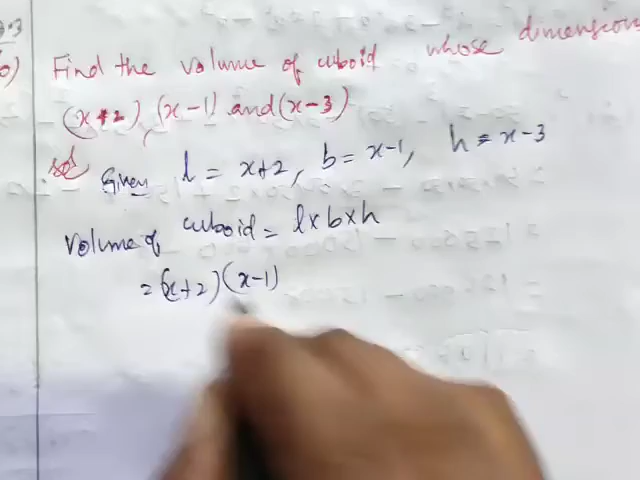 Find the volume of cuboid whose dimensions
(x+2), (x-1) and (x-3)
sol Given l = x+2, b = x-1, h = x-3
Volume of cuboid = l×b×h
= (x+2)(x-1)